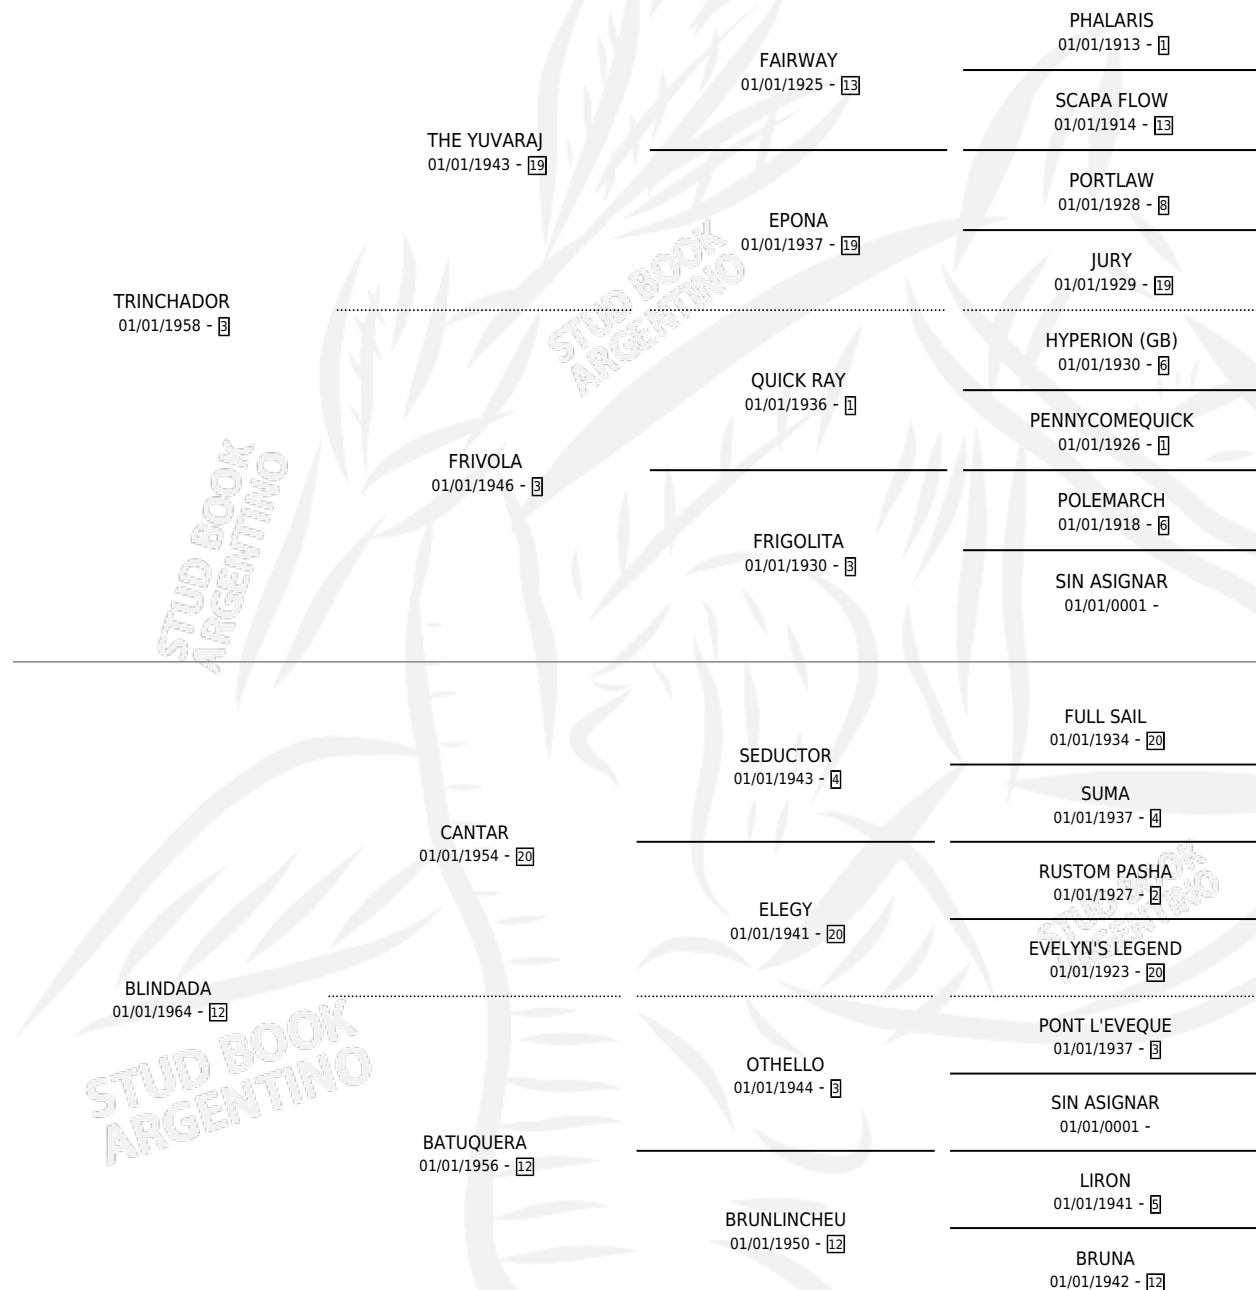 PHALARIS
01/01/1913 - 1
FAIRWAY
01/01/1925 - 13
SCAPA FLOW
01/01/1914 - 13
THE YUVARAJ
01/01/1943 - 19
PORTLAW
01/01/1928 - 8
EPONA
01/01/1937 - 19
JURY
01/01/1929 - 19
TRINCHADOR
01/01/1958 - 3
HYPERION (GB)
01/01/1930 - 6
QUICK RAY
01/01/1936 - 1
PENNYCOMEQUICK
01/01/1926 - 1
FRIVOLA
01/01/1946 - 3
POLEMARCH
01/01/1918 - 6
FRIGOLITA
01/01/1930 - 3
SIN ASIGNAR
01/01/0001 -
STUD BOOK
ARGENTINO
STUD BOOK
ARGENTINO
FULL SAIL
01/01/1934 - 20
SEDUCTOR
01/01/1943 - 4
SUMA
01/01/1937 - 4
CANTAR
01/01/1954 - 20
RUSTOM PASHA
01/01/1927 - 2
ELEGY
01/01/1941 - 20
EVELYN'S LEGEND
01/01/1923 - 20
BLINDADA
01/01/1964 - 12
PONT L'EVEQUE
01/01/1937 - 3
OTHELLO
01/01/1944 - 3
SIN ASIGNAR
01/01/0001 -
BATUQUERA
01/01/1956 - 12
LIRON
01/01/1941 - 5
BRUNLINCHEU
01/01/1950 - 12
BRUNA
01/01/1942 - 12
STUD BOOK
ARGENTINO
STUD BOOK
ARGENTINO